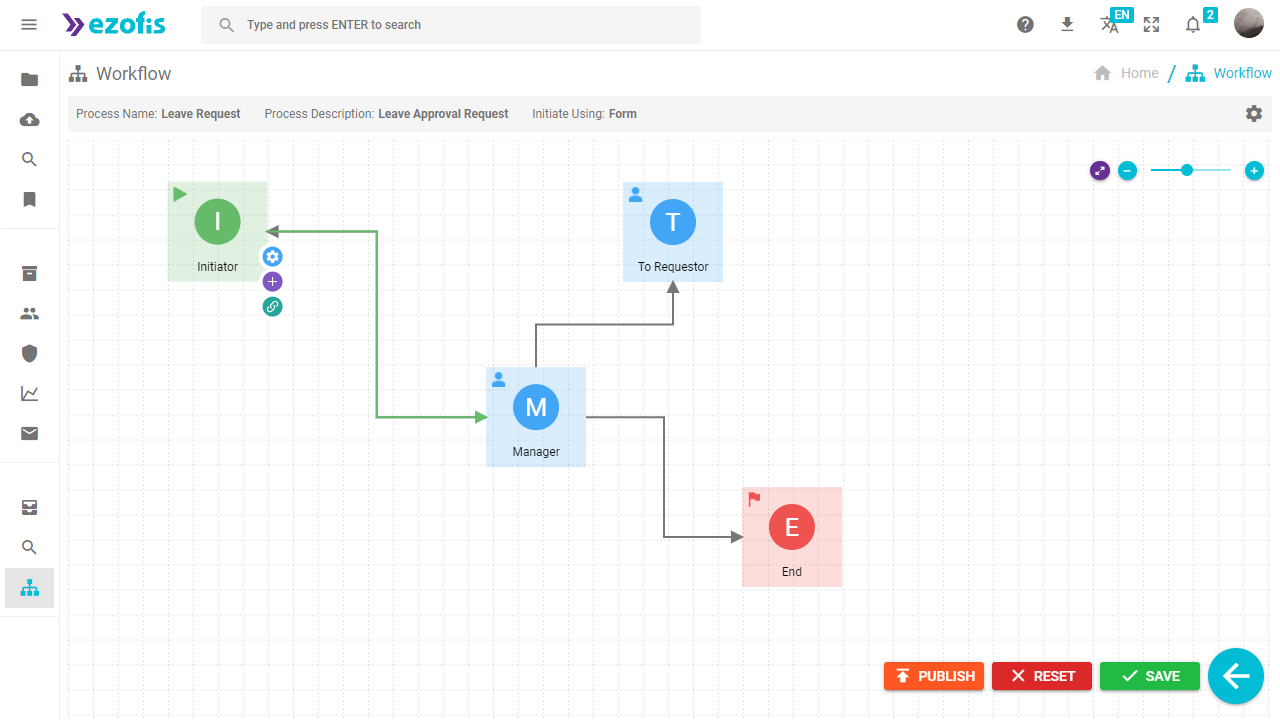 ezofis
Type and press ENTER to search
EN
2
Workflow
Home / Workflow
Process Name: Leave Request Process Description: Leave Approval Request Initiate Using: Form
I
Initiator
T
To Requestor
M
Manager
E
End
PUBLISH
RESET
SAVE